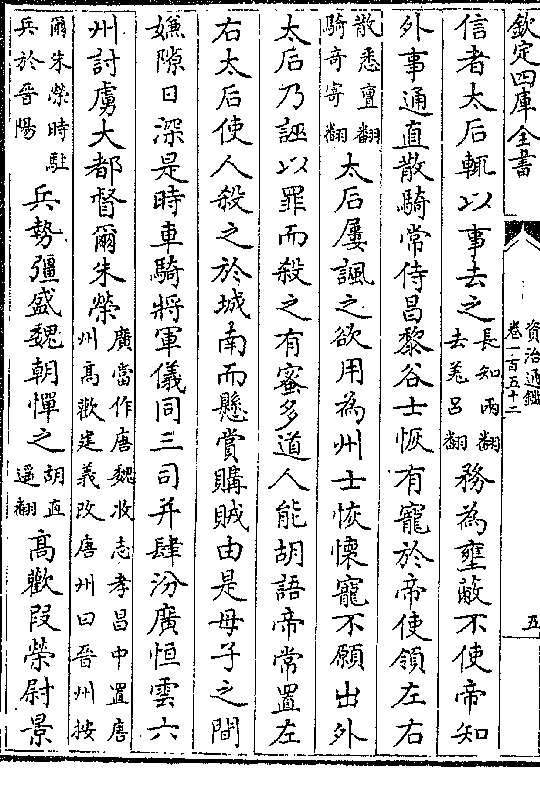 欽定四庫全書
資治通鑑
卷一百五十二
五
信者太后輒以事去之長知兩翻去羌呂翻務為壅蔽不使帝知
外事通直散騎常侍昌黎谷士恢有寵於帝使領左右
散悉亶翻騎奇寄翻太后屢諷之欲用為州士恢懷寵不願出外
太后乃誣以罪而殺之有蜜多道人能胡語帝常置左
右太后使人殺之於城南而懸賞購賊由是母子之間
嫌隙日深是時車騎將軍儀同三司并肆汾廣恒雲六
州討虜大都督爾朱榮廣當作唐魏收志孝昌中置唐州高歡建義改唐州曰晉州按
爾朱榮時駐兵於晉陽兵勢彊盛魏朝憚之胡直遥翻高歡段榮尉景